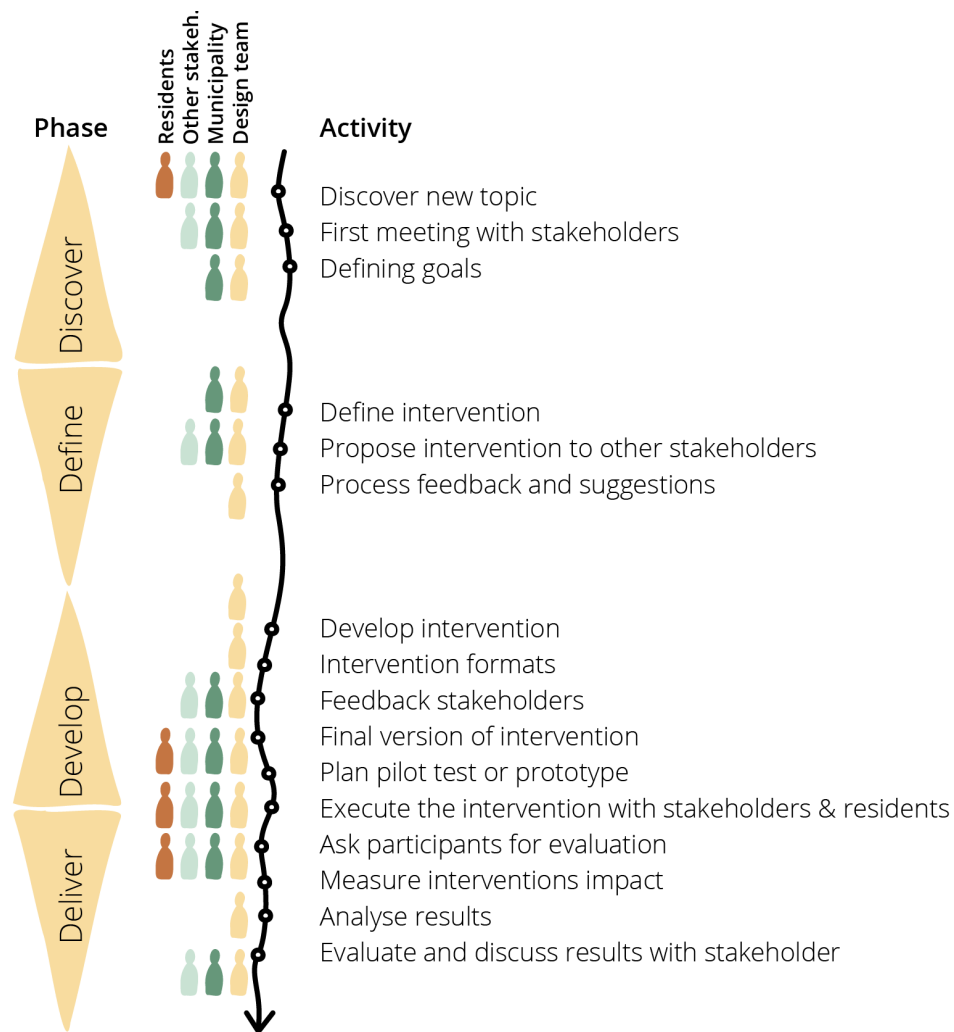 Residents
Other stakeh.
Municipality
Design team
Phase
Activity
Discover
Discover new topic
First meeting with stakeholders
Defining goals
Define
Define intervention
Propose intervention to other stakeholders
Process feedback and suggestions
Develop
Develop intervention
Intervention formats
Feedback stakeholders
Final version of intervention
Plan pilot test or prototype
Execute the intervention with stakeholders & residents
Deliver
Ask participants for evaluation
Measure interventions impact
Analyse results
Evaluate and discuss results with stakeholder